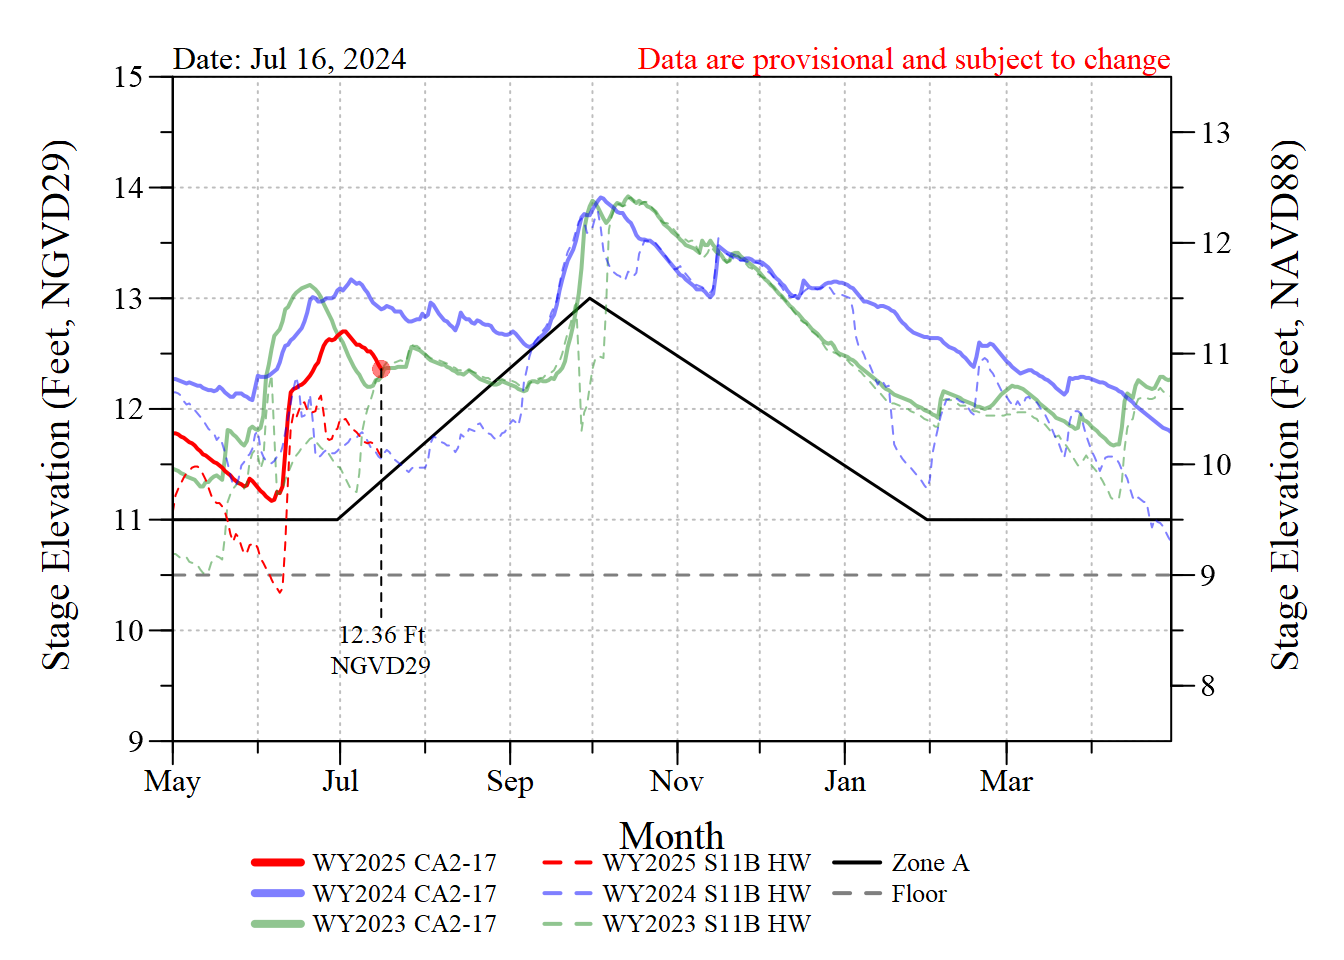 Date: Jul 16, 2024
Data are provisional and subject to change
Stage Elevation (Feet, NGVD29)
15
14
13
12
11
10
9
13
12
11
10
9
8
Stage Elevation (Feet, NAVD88)
12.36 Ft
NGVD29
May Jul Sep Nov Jan Mar
Month
WY2025 CA2-17 WY2025 S11B HW Zone A
WY2024 CA2-17 WY2024 S11B HW Floor
WY2023 CA2-17 WY2023 S11B HW